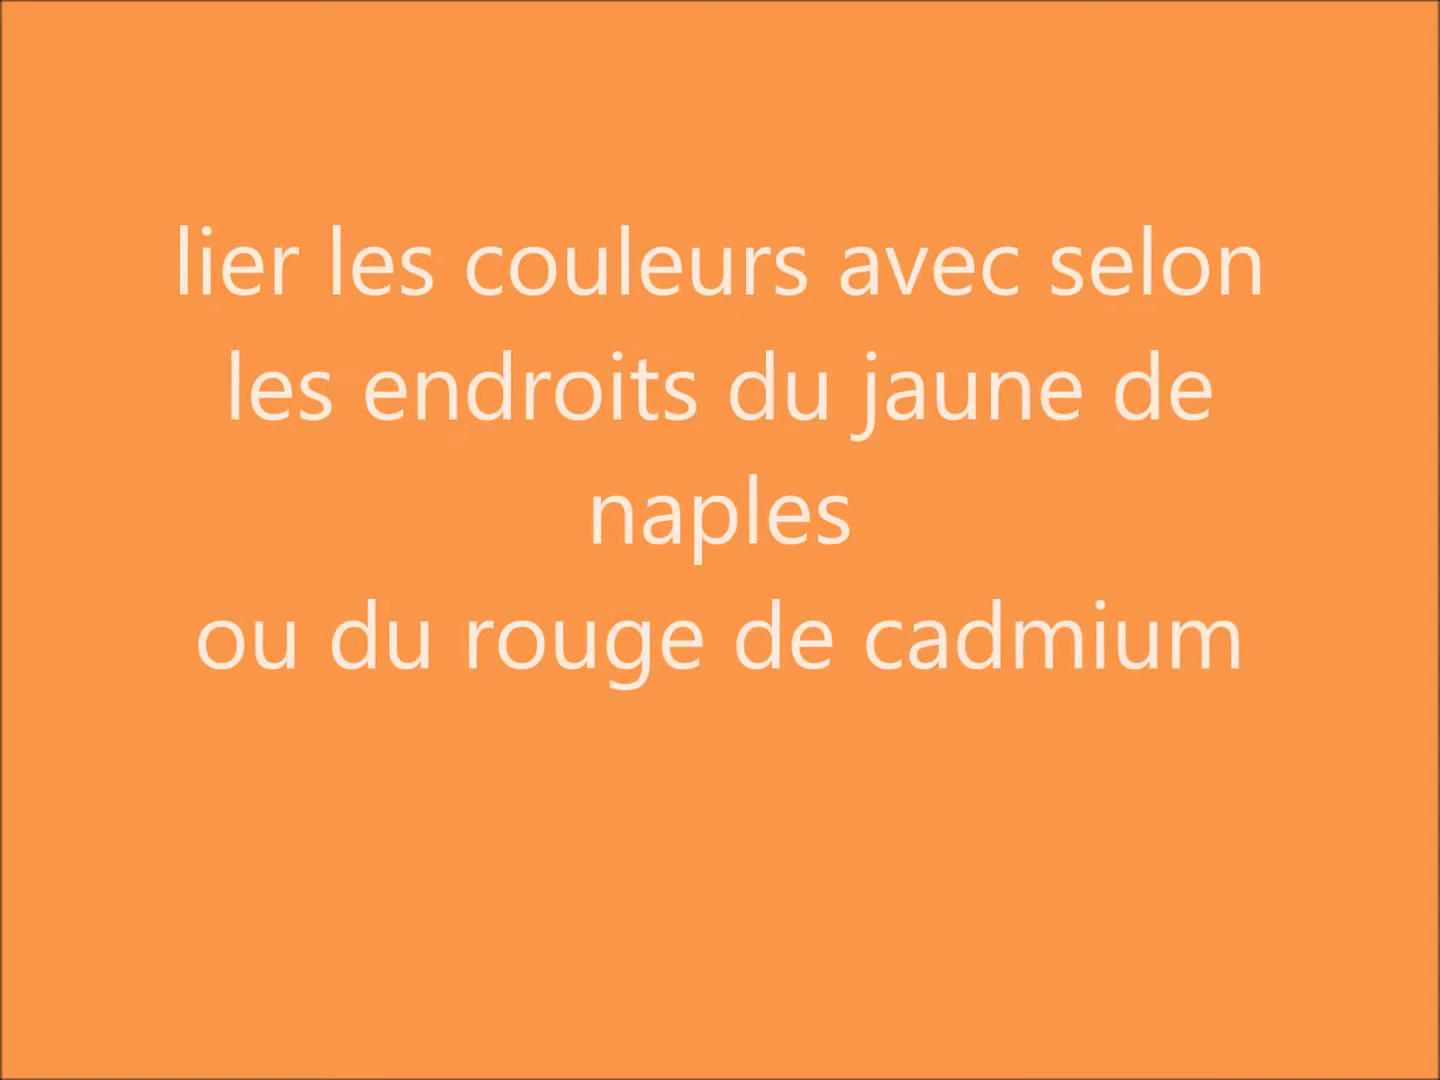 lier les couleurs avec selon
les endroits du jaune de
naples
ou du rouge de cadmium